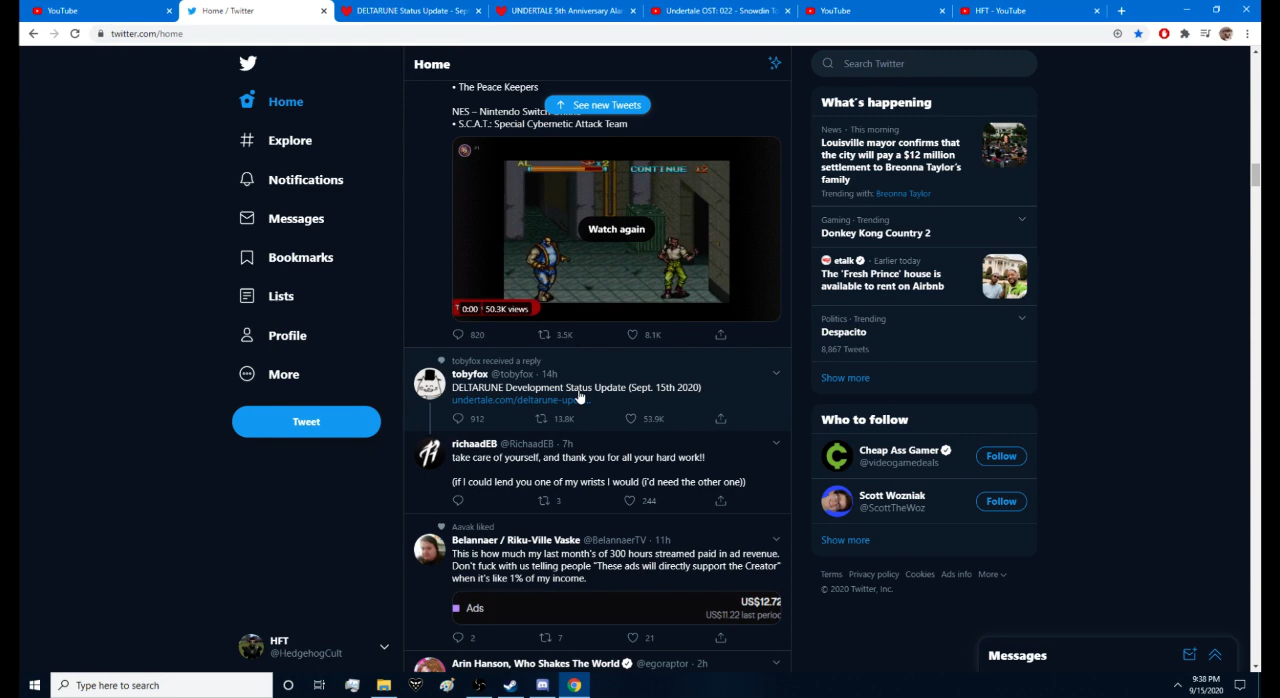 YouTube
Home / Twitter
DELTARUNE Status Update - Sep
UNDERTALE 5th Anniversary Alar
Undertale OST: 022 - Snowdin To
YouTube
HFT - YouTube
twitter.com/home
Home
Explore
Notifications
Messages
Bookmarks
Lists
Profile
More
Tweet
HFT
@HedgehogCult
Home
• The Peace Keepers
See new Tweets
NES – Nintendo Switch
• S.C.A.T.: Special Cybernetic Attack Team
AL
x2
CONTINUE 12
Watch again
0:00 50.3K views
820 3.5K 8.1K
tobyfox received a reply
tobyfox @tobyfox · 14h
DELTARUNE Development Status Update (Sept. 15th 2020)
undertale.com/deltarune-up
912 13.8K 53.9K
richaadEB @RichaadEB · 7h
take care of yourself, and thank you for all your hard work!!
(if I could lend you one of my wrists I would (i'd need the other one))
3 244
Aavak liked
Belannaer / Riku-Ville Vaske @BelannaerTV · 11h
This is how much my last month's of 300 hours streamed paid in ad revenue.
Don't fuck with us telling people "These ads will directly support the Creator"
when it's like 1% of my income.
Ads
US$12.72
US$11.22 last period
2 7 21
Arin Hanson, Who Shakes The World @egoraptor · 2h
Search Twitter
What's happening
News · This morning
Louisville mayor confirms that
the city will pay a $12 million
settlement to Breonna Taylor's
family
Trending with: Breonna Taylor
Gaming · Trending
Donkey Kong Country 2
etalk · Earlier today
The 'Fresh Prince' house is
available to rent on Airbnb
Politics · Trending
Despacito
8,867 Tweets
Show more
Who to follow
Cheap Ass Gamer
@videogamedeals
Follow
Scott Wozniak
@ScottTheWoz
Follow
Show more
Terms Privacy policy Cookies Ads info More
© 2020 Twitter, Inc.
Messages
Type here to search
9:38 PM
9/15/2020